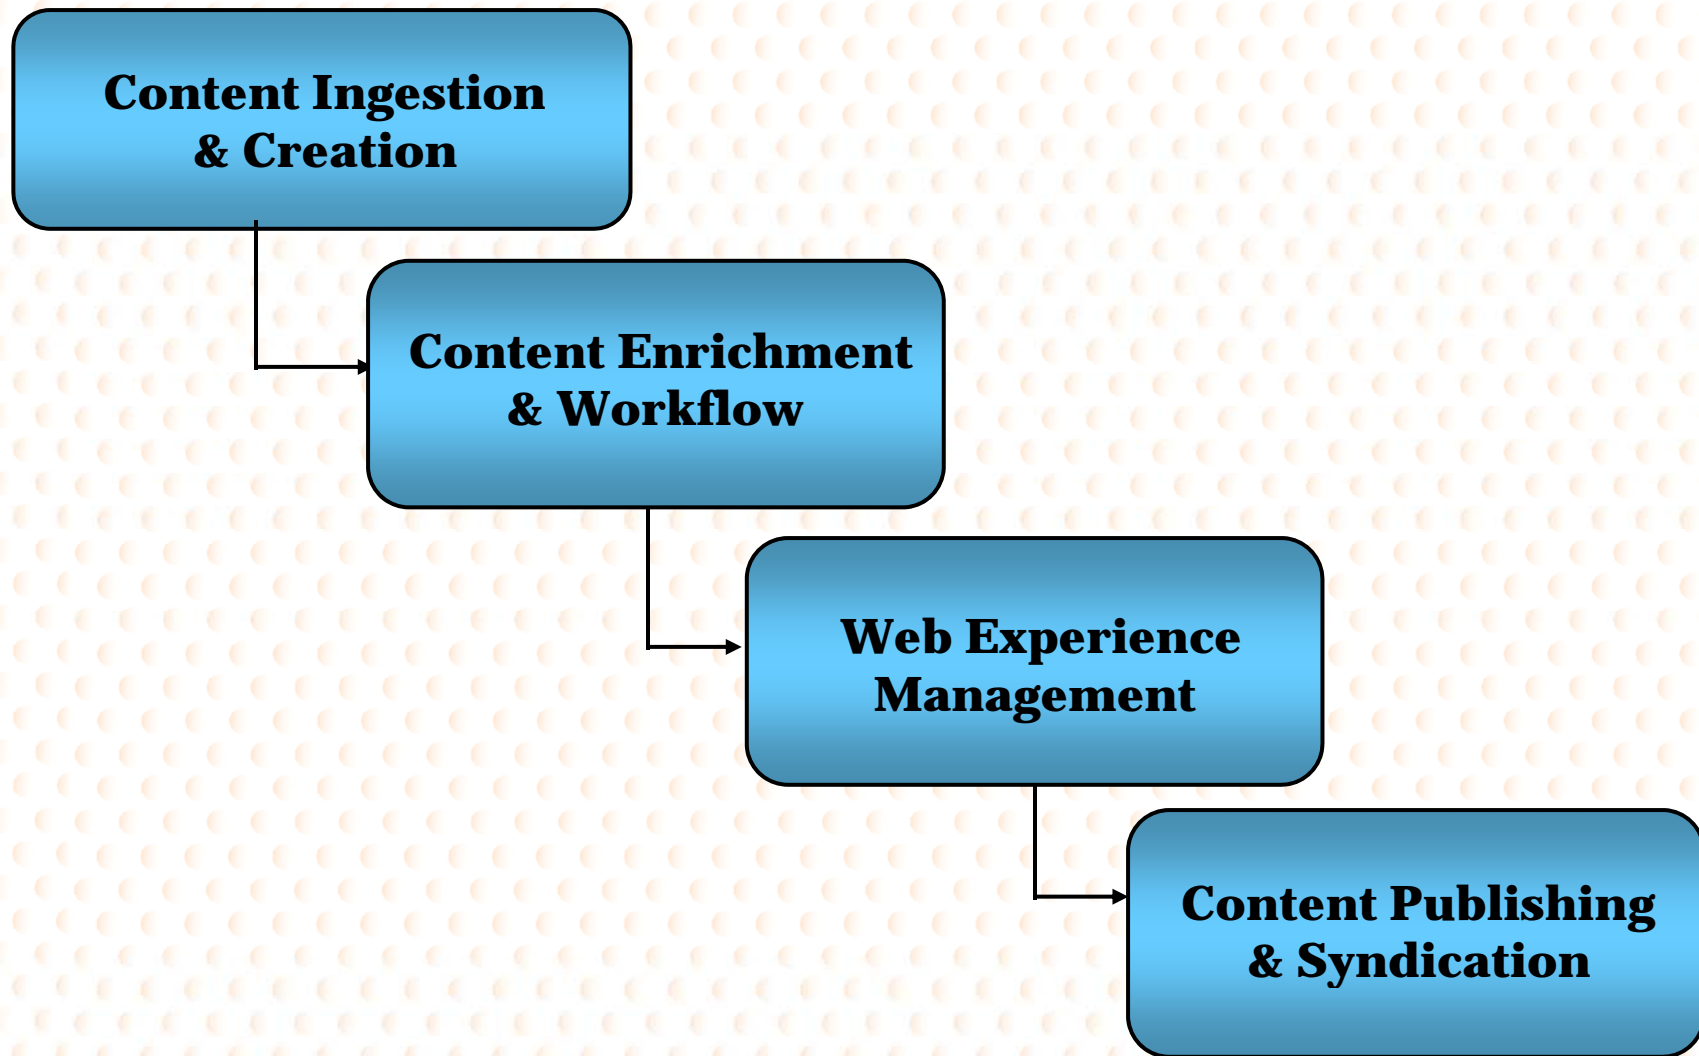 Content Ingestion
& Creation
Content Enrichment
& Workflow
Web Experience
Management
Content Publishing
& Syndication